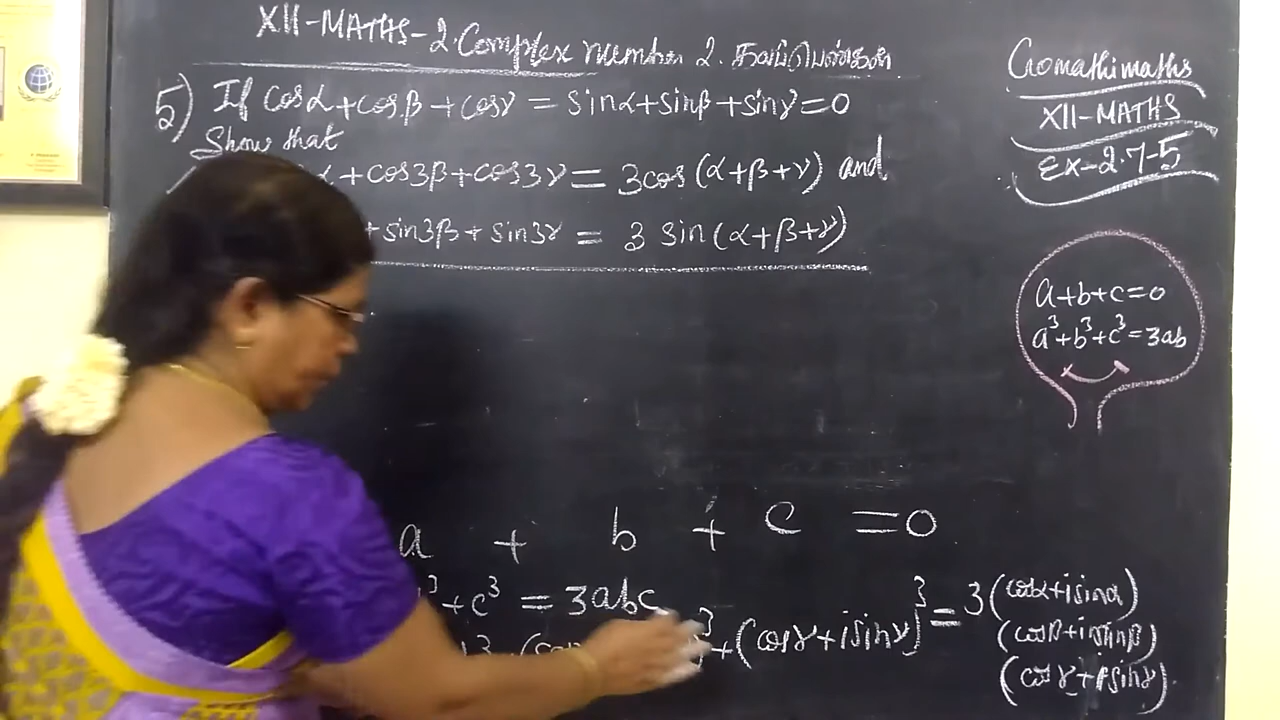 XII-MATHS-2.Complex number 2.
5) If cosα+cosβ+cosγ = sinα+sinβ+sinγ=0
Show that
α+cos3β+cos3γ= 3cos(α+β+γ) and
+sin3β+sin3γ = 3 sin(α+β+γ)
Gomathimaths
XII-MATHS
Ex-2.7-5
a+b+c=0
a³+b³+c³=3ab
a + b + c =0
³+c³ = 3abc
³+(cosγ+isinγ)³=3(cosα+isinα)
(cosβ+isinβ)
(cosγ+isinγ)